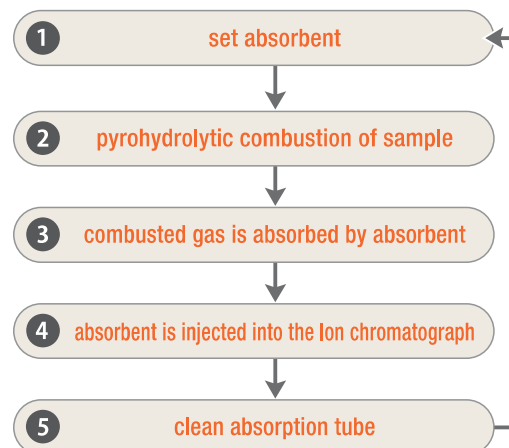 1 set absorbent
2 pyrohydrolytic combustion of sample
3 combusted gas is absorbed by absorbent
4 absorbent is injected into the Ion chromatograph
5 clean absorption tube